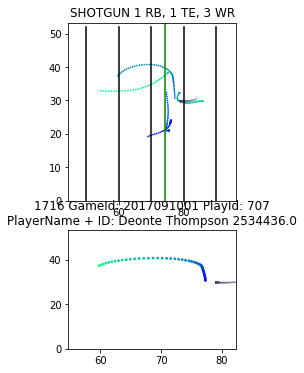 SHOTGUN 1 RB, 1 TE, 3 WR
50
40
30
20
10
0
60 80
1716 GameId: 2017091001 PlayId: 707
PlayerName + ID: Deonte Thompson 2534436.0
40
20
0
60 70 80